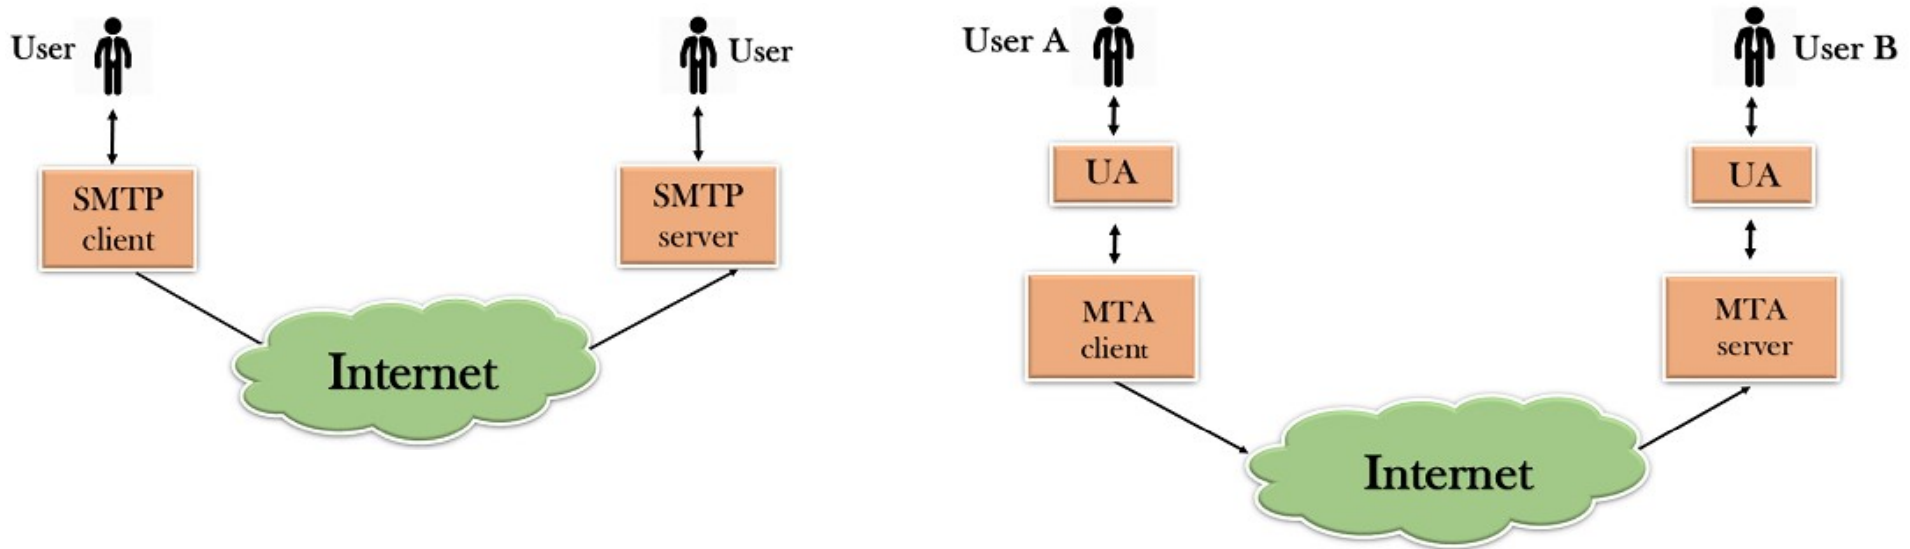 User
User
SMTP
client
SMTP
server
Internet
User A
User B
UA
UA
MTA
client
MTA
server
Internet